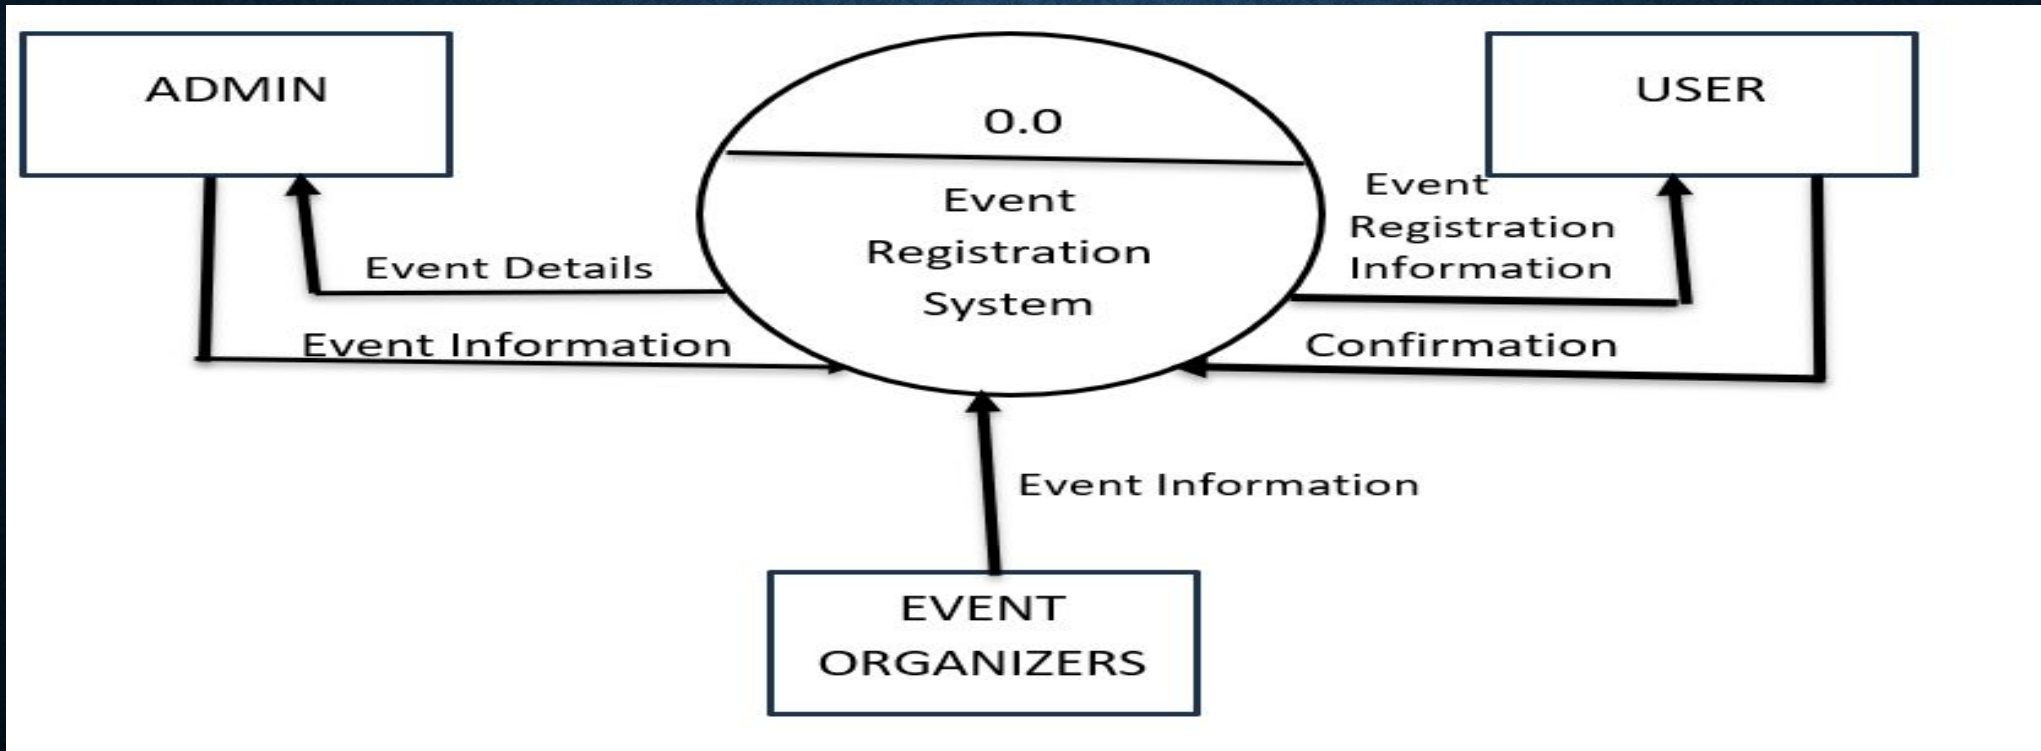 ADMIN
0.0
Event
Registration
System
USER
Event
Registration
Information
Event Details
Event Information
Confirmation
Event Information
EVENT
ORGANIZERS